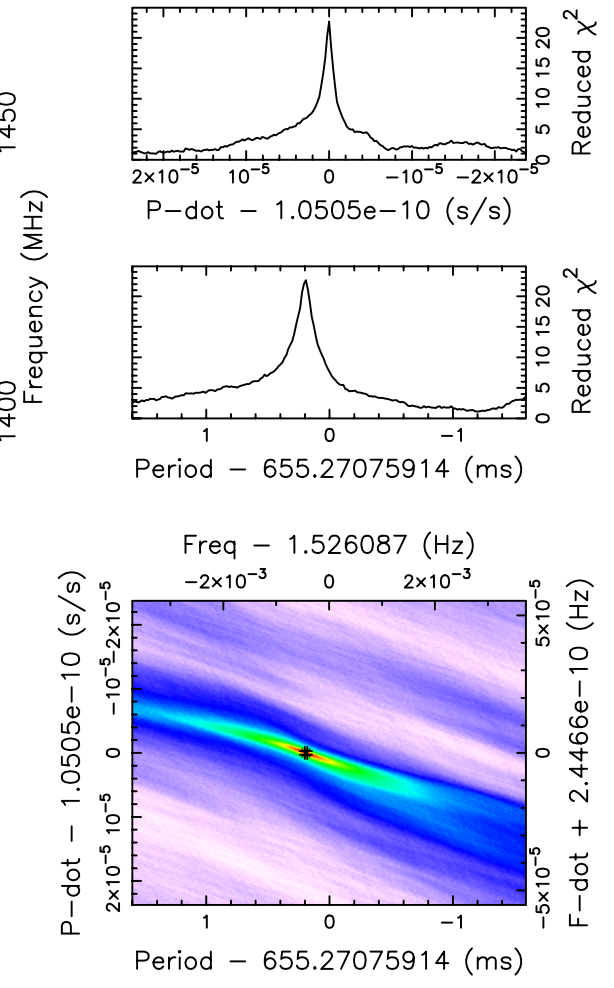 20
15
10
5
0
Reduced χ²
2×10⁻⁵ 10⁻⁵ 0 −10⁻⁵ −2×10⁻⁵
P−dot − 1.0505e−10 (s/s)
1450
Frequency (MHz)
1400
20
15
10
5
0
Reduced χ²
1 0 −1
Period − 655.27075914 (ms)
Freq − 1.526087 (Hz)
−2×10⁻³ 0 2×10⁻³
P−dot − 1.0505e−10 (s/s)
−2×10⁻⁵
−10⁻⁵
0
10⁻⁵
2×10⁻⁵
5×10⁻⁵
0
−5×10⁻⁵
F−dot + 2.4466e−10 (Hz)
1 0 −1
Period − 655.27075914 (ms)